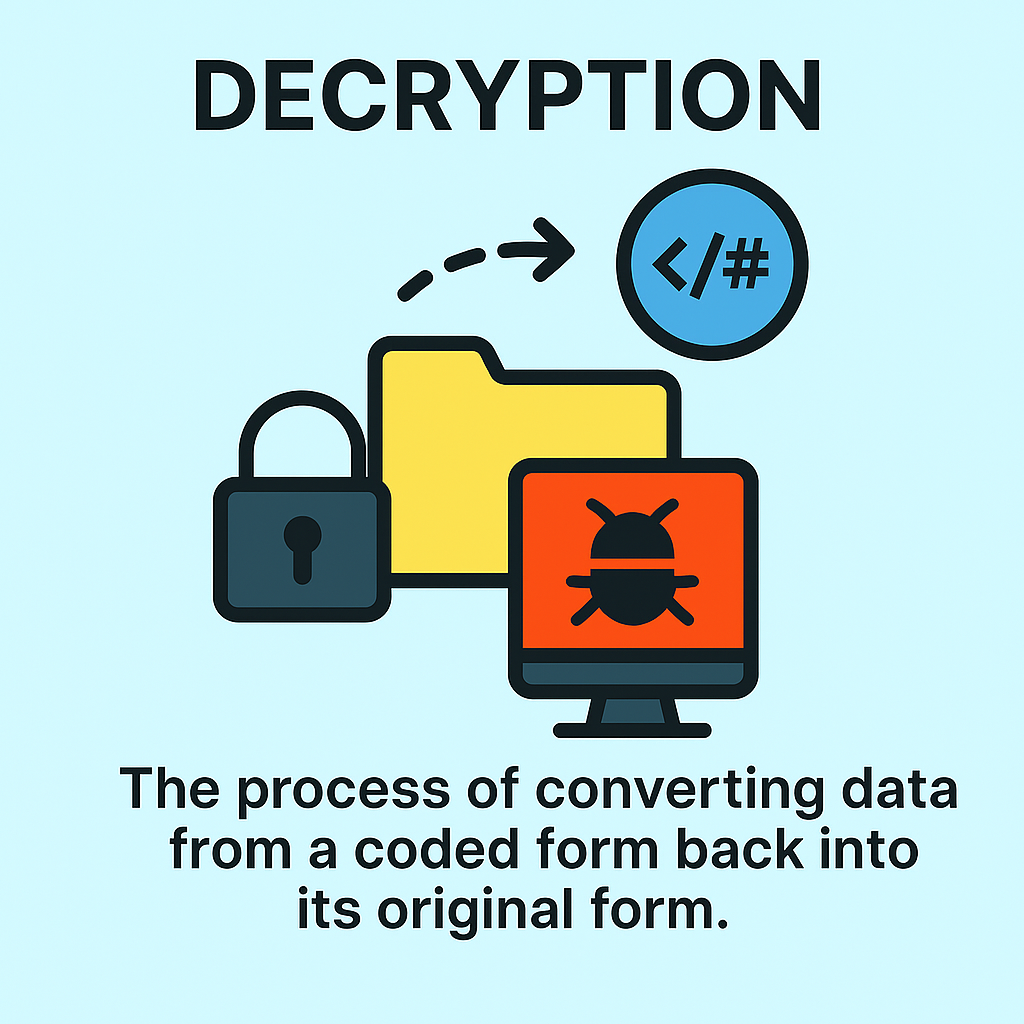 DECRYPTION
</#
The process of converting data
from a coded form back into
its original form.